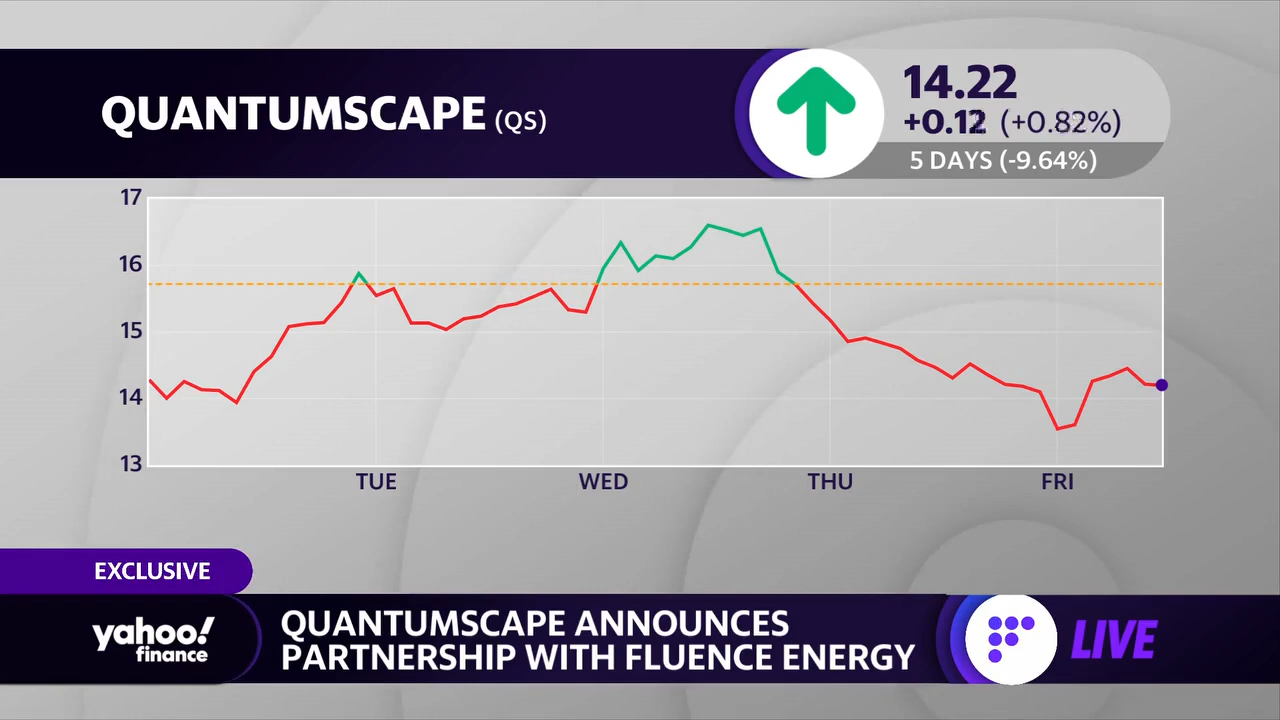 QUANTUMSCAPE (QS)
14.22
+0.12 (+0.82%)
5 DAYS (-9.64%)
17
16
15
14
13
TUE WED THU FRI
EXCLUSIVE
yahoo!
finance
QUANTUMSCAPE ANNOUNCES
PARTNERSHIP WITH FLUENCE ENERGY
LIVE